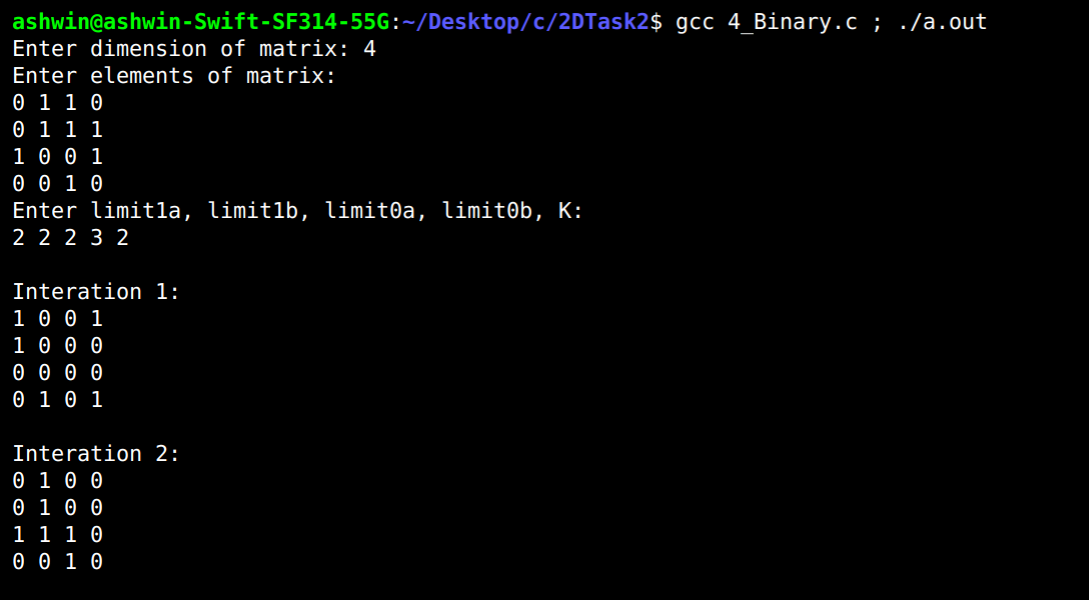 ashwin@ashwin-Swift-SF314-55G:~/Desktop/c/2DTask2$ gcc 4_Binary.c ; ./a.out
Enter dimension of matrix: 4
Enter elements of matrix:
0 1 1 0
0 1 1 1
1 0 0 1
0 0 1 0
Enter limit1a, limit1b, limit0a, limit0b, K:
2 2 2 3 2
Interation 1:
1 0 0 1
1 0 0 0
0 0 0 0
0 1 0 1
Interation 2:
0 1 0 0
0 1 0 0
1 1 1 0
0 0 1 0